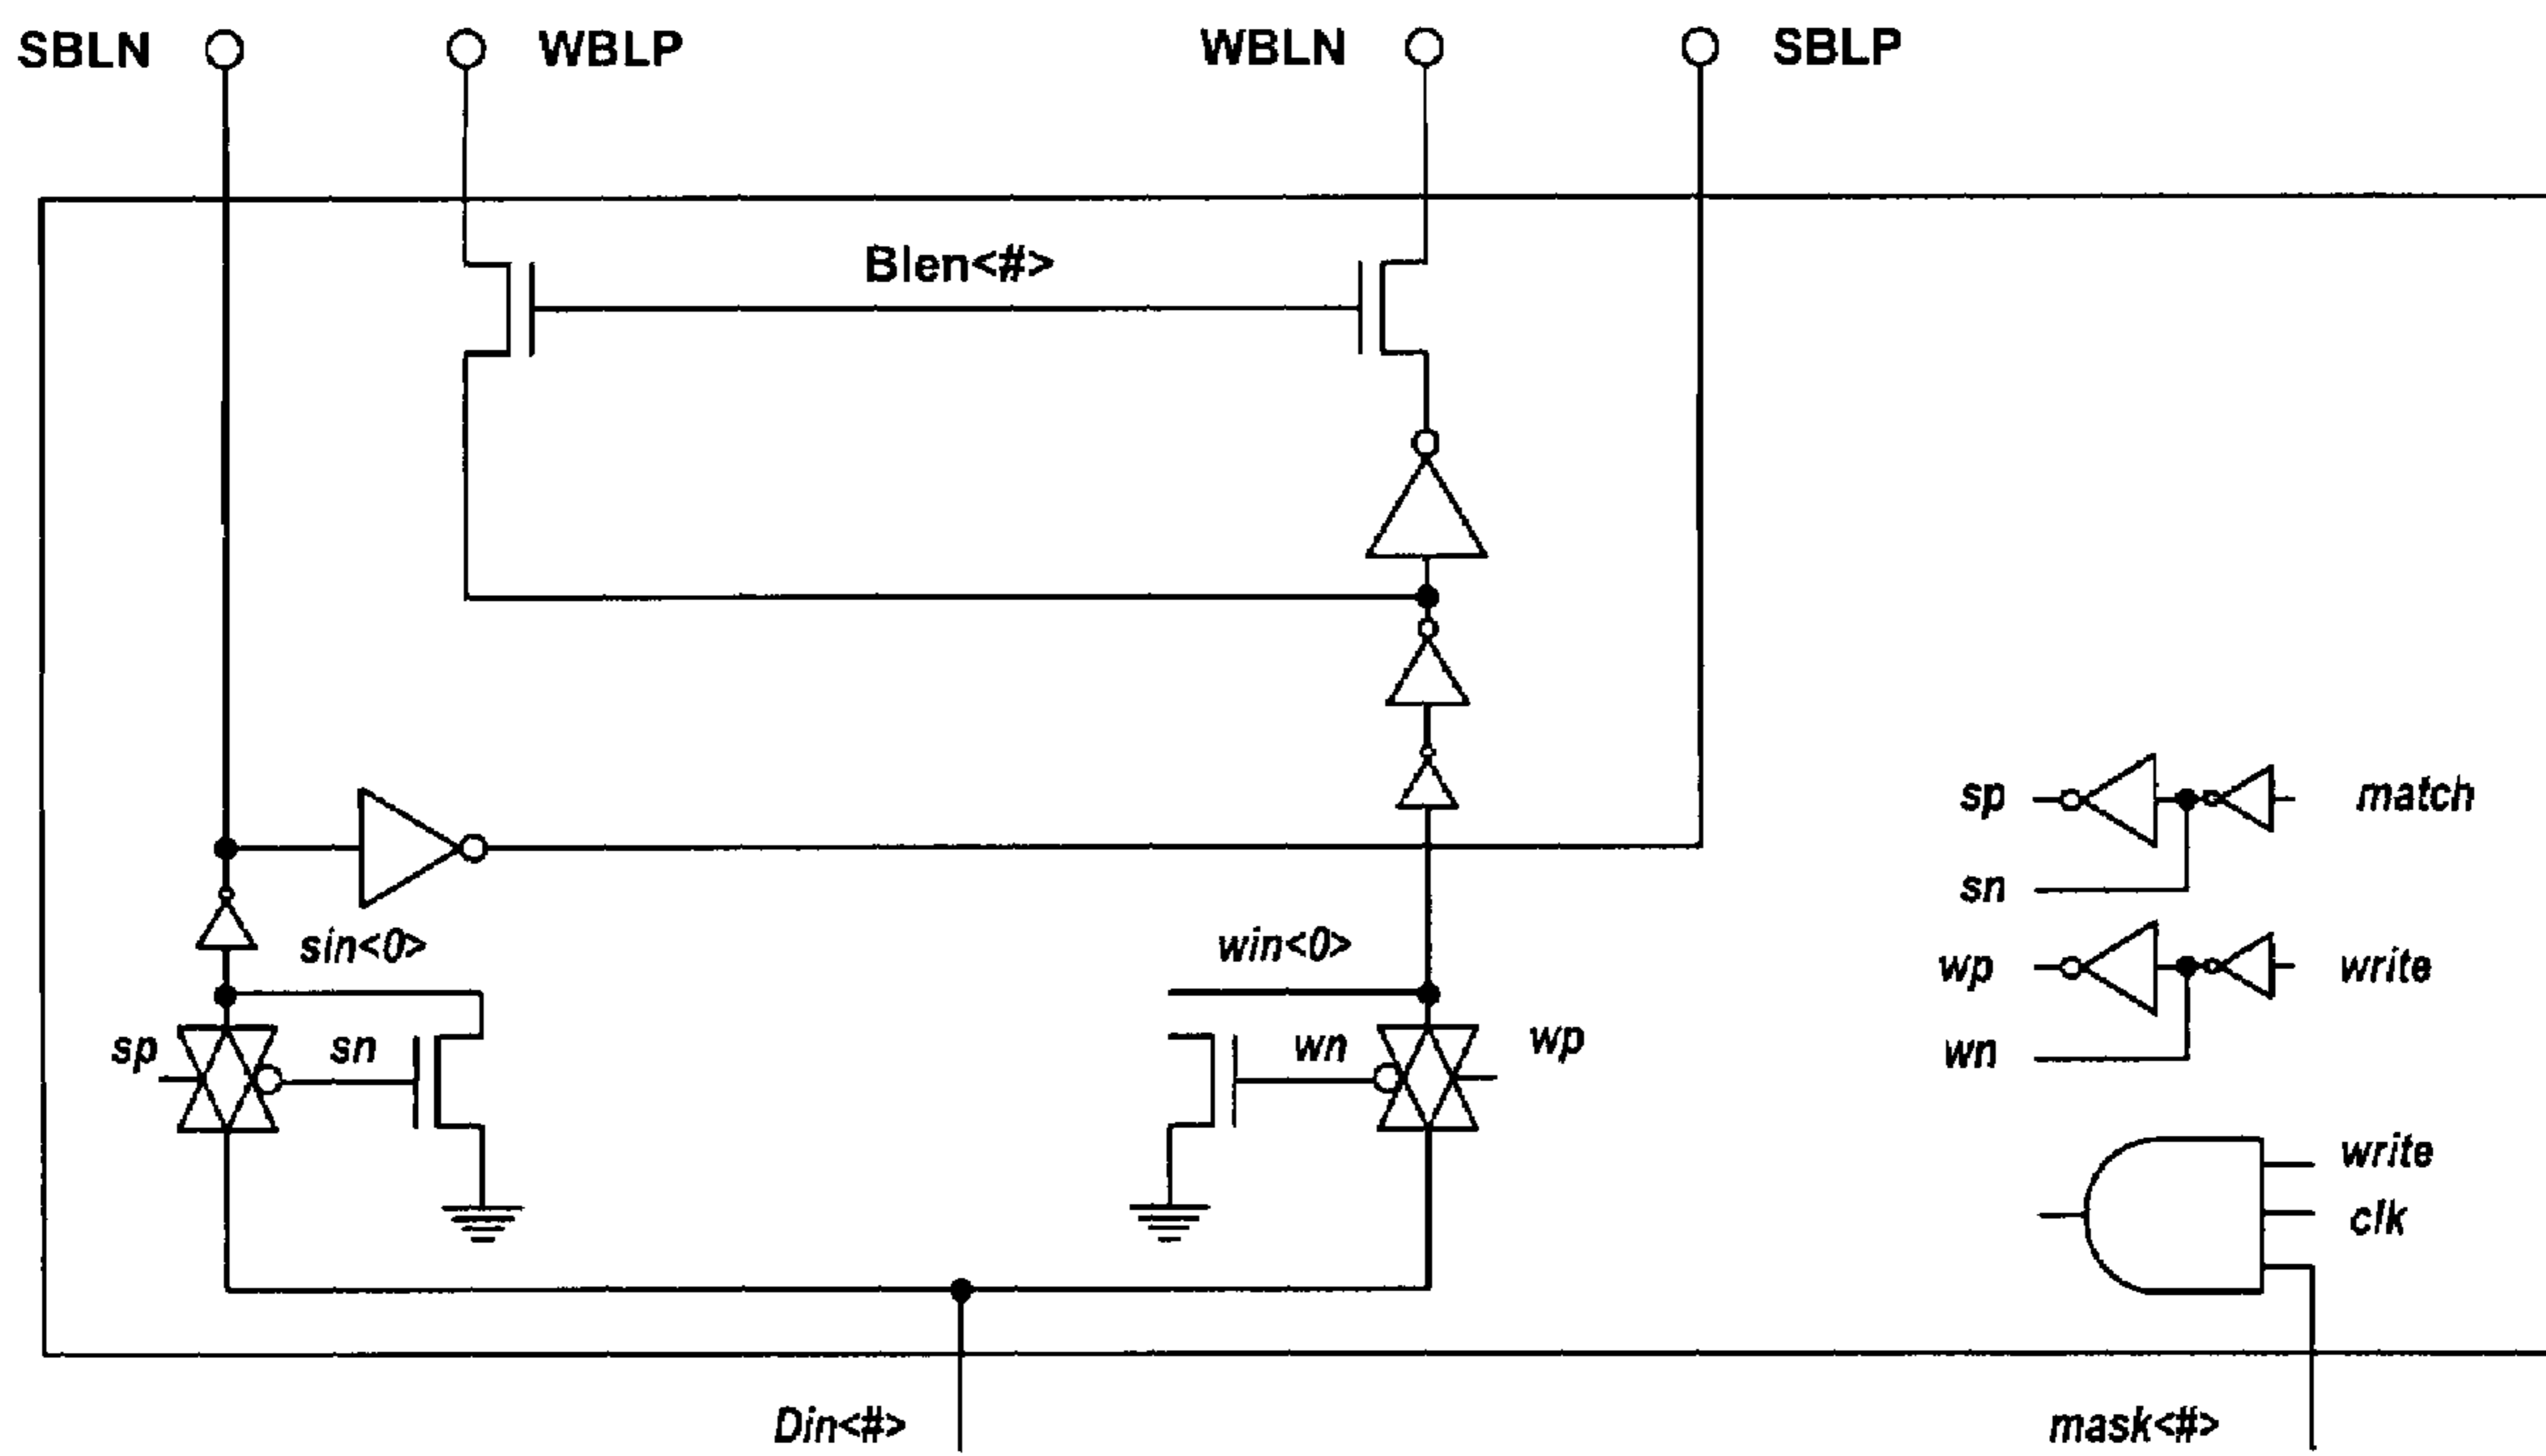 SBLN
WBLP
WBLN
SBLP
Blen<#>
sp
match
sn
sin<0>
win<0>
wp
write
sp
sn
wn
wp
wn
write
clk
Din<#>
mask<#>